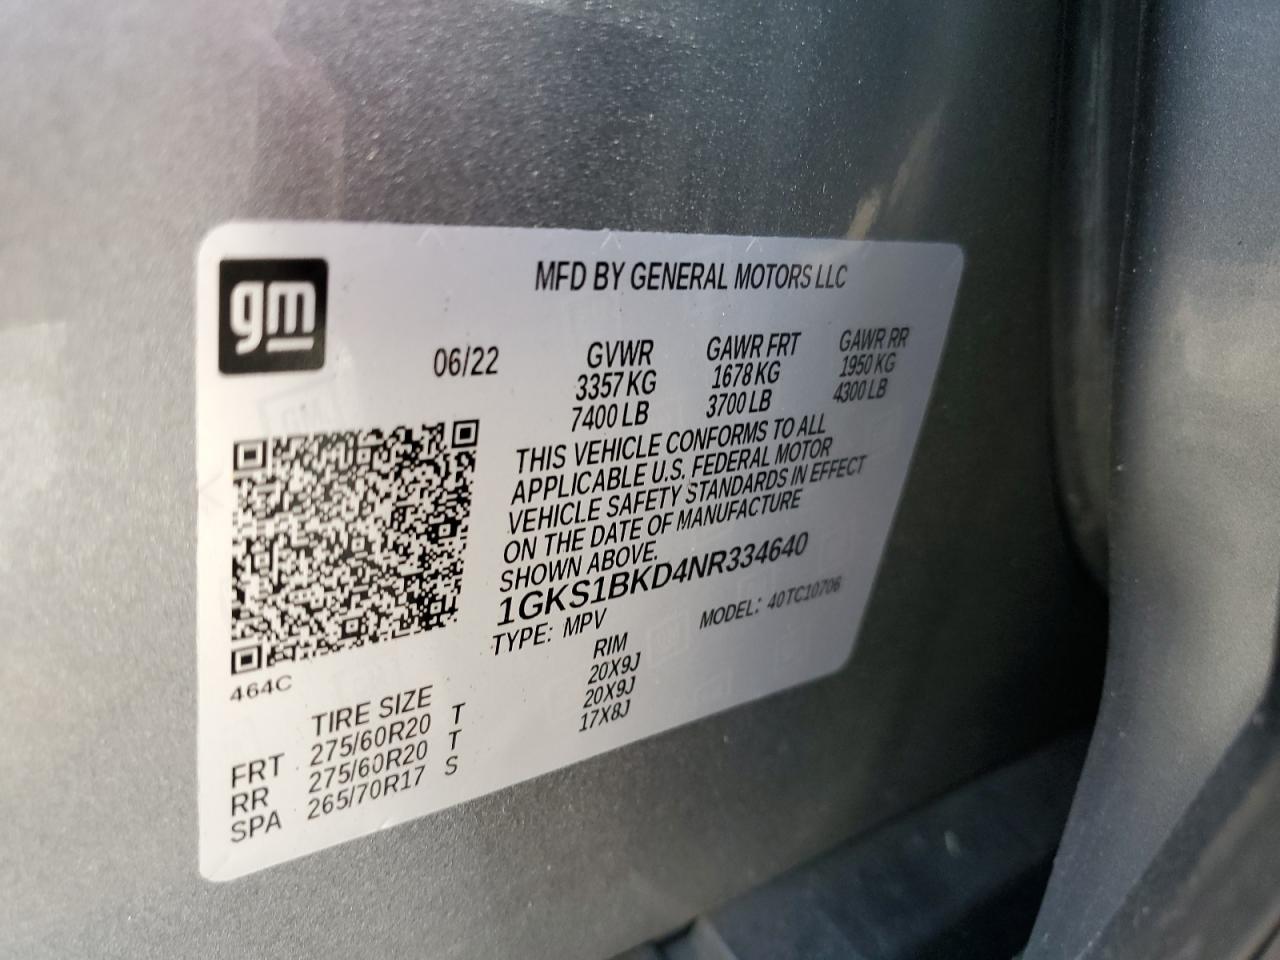 gm
MFD BY GENERAL MOTORS LLC
06/22
GVWR GAWR FRT GAWR RR
3357 KG 1678 KG 1950 KG
7400 LB 3700 LB 4300 LB
THIS VEHICLE CONFORMS TO ALL
APPLICABLE U.S. FEDERAL MOTOR
VEHICLE SAFETY STANDARDS IN EFFECT
ON THE DATE OF MANUFACTURE
SHOWN ABOVE.
1GKS1BKD4NR334640
TYPE: MPV MODEL: 40TC10706
464C
TIRE SIZE RIM
FRT 275/60R20 T 20X9J
RR 275/60R20 T 20X9J
SPA 265/70R17 S 17X8J